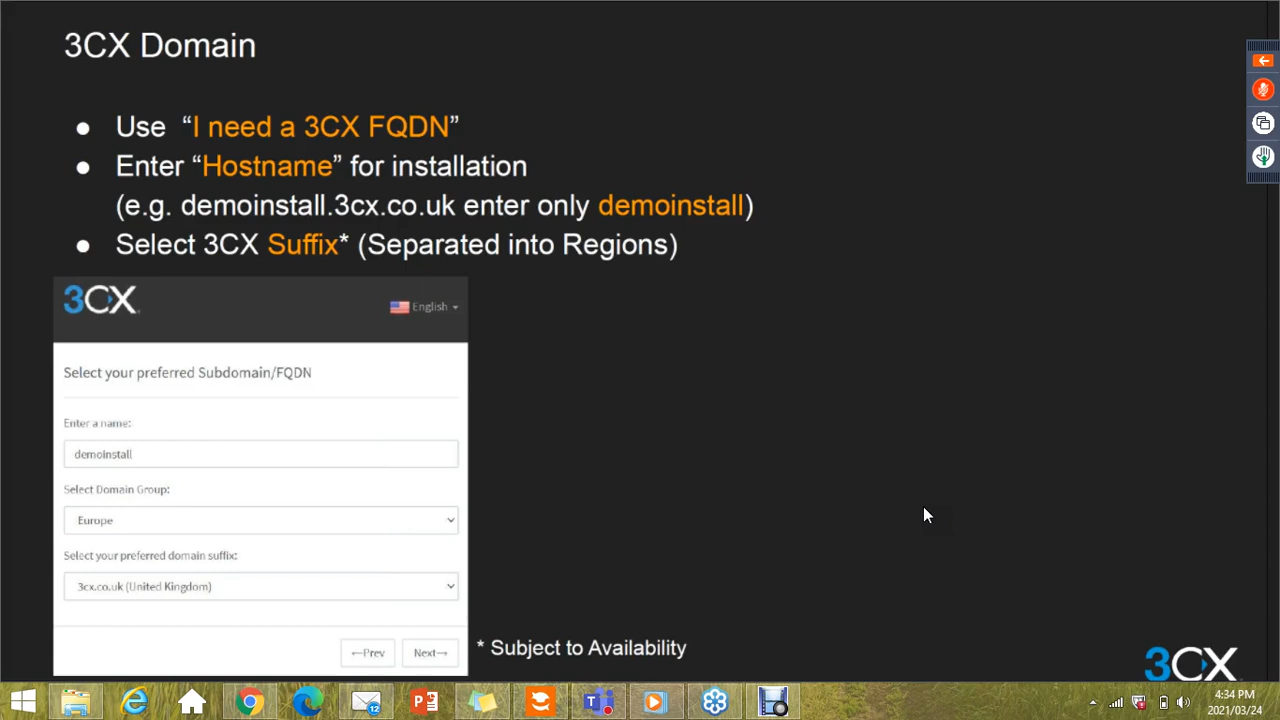 3CX Domain
● Use “I need a 3CX FQDN”
● Enter “Hostname” for installation
(e.g. demoinstall.3cx.co.uk enter only demoinstall)
● Select 3CX Suffix* (Separated into Regions)
3CX
English
Select your preferred Subdomain/FQDN
Enter a name:
demoinstall
Select Domain Group:
Europe
Select your preferred domain suffix:
3cx.co.uk (United Kingdom)
←Prev Next→
* Subject to Availability
3CX
12
4:34 PM
2021/03/24